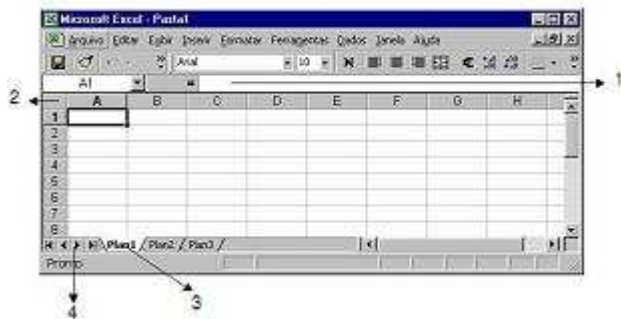 Microsoft Excel - Pasta1
Arquivo Editar Exibir Inserir Formatar Ferramentas Dados Janela Ajuda
Arial 10 N €
A1 =
1
2
A B C D E F G H
1
2
3
4
5
6
7
8
Plan1 Plan2 Plan3
Pronto
3
4